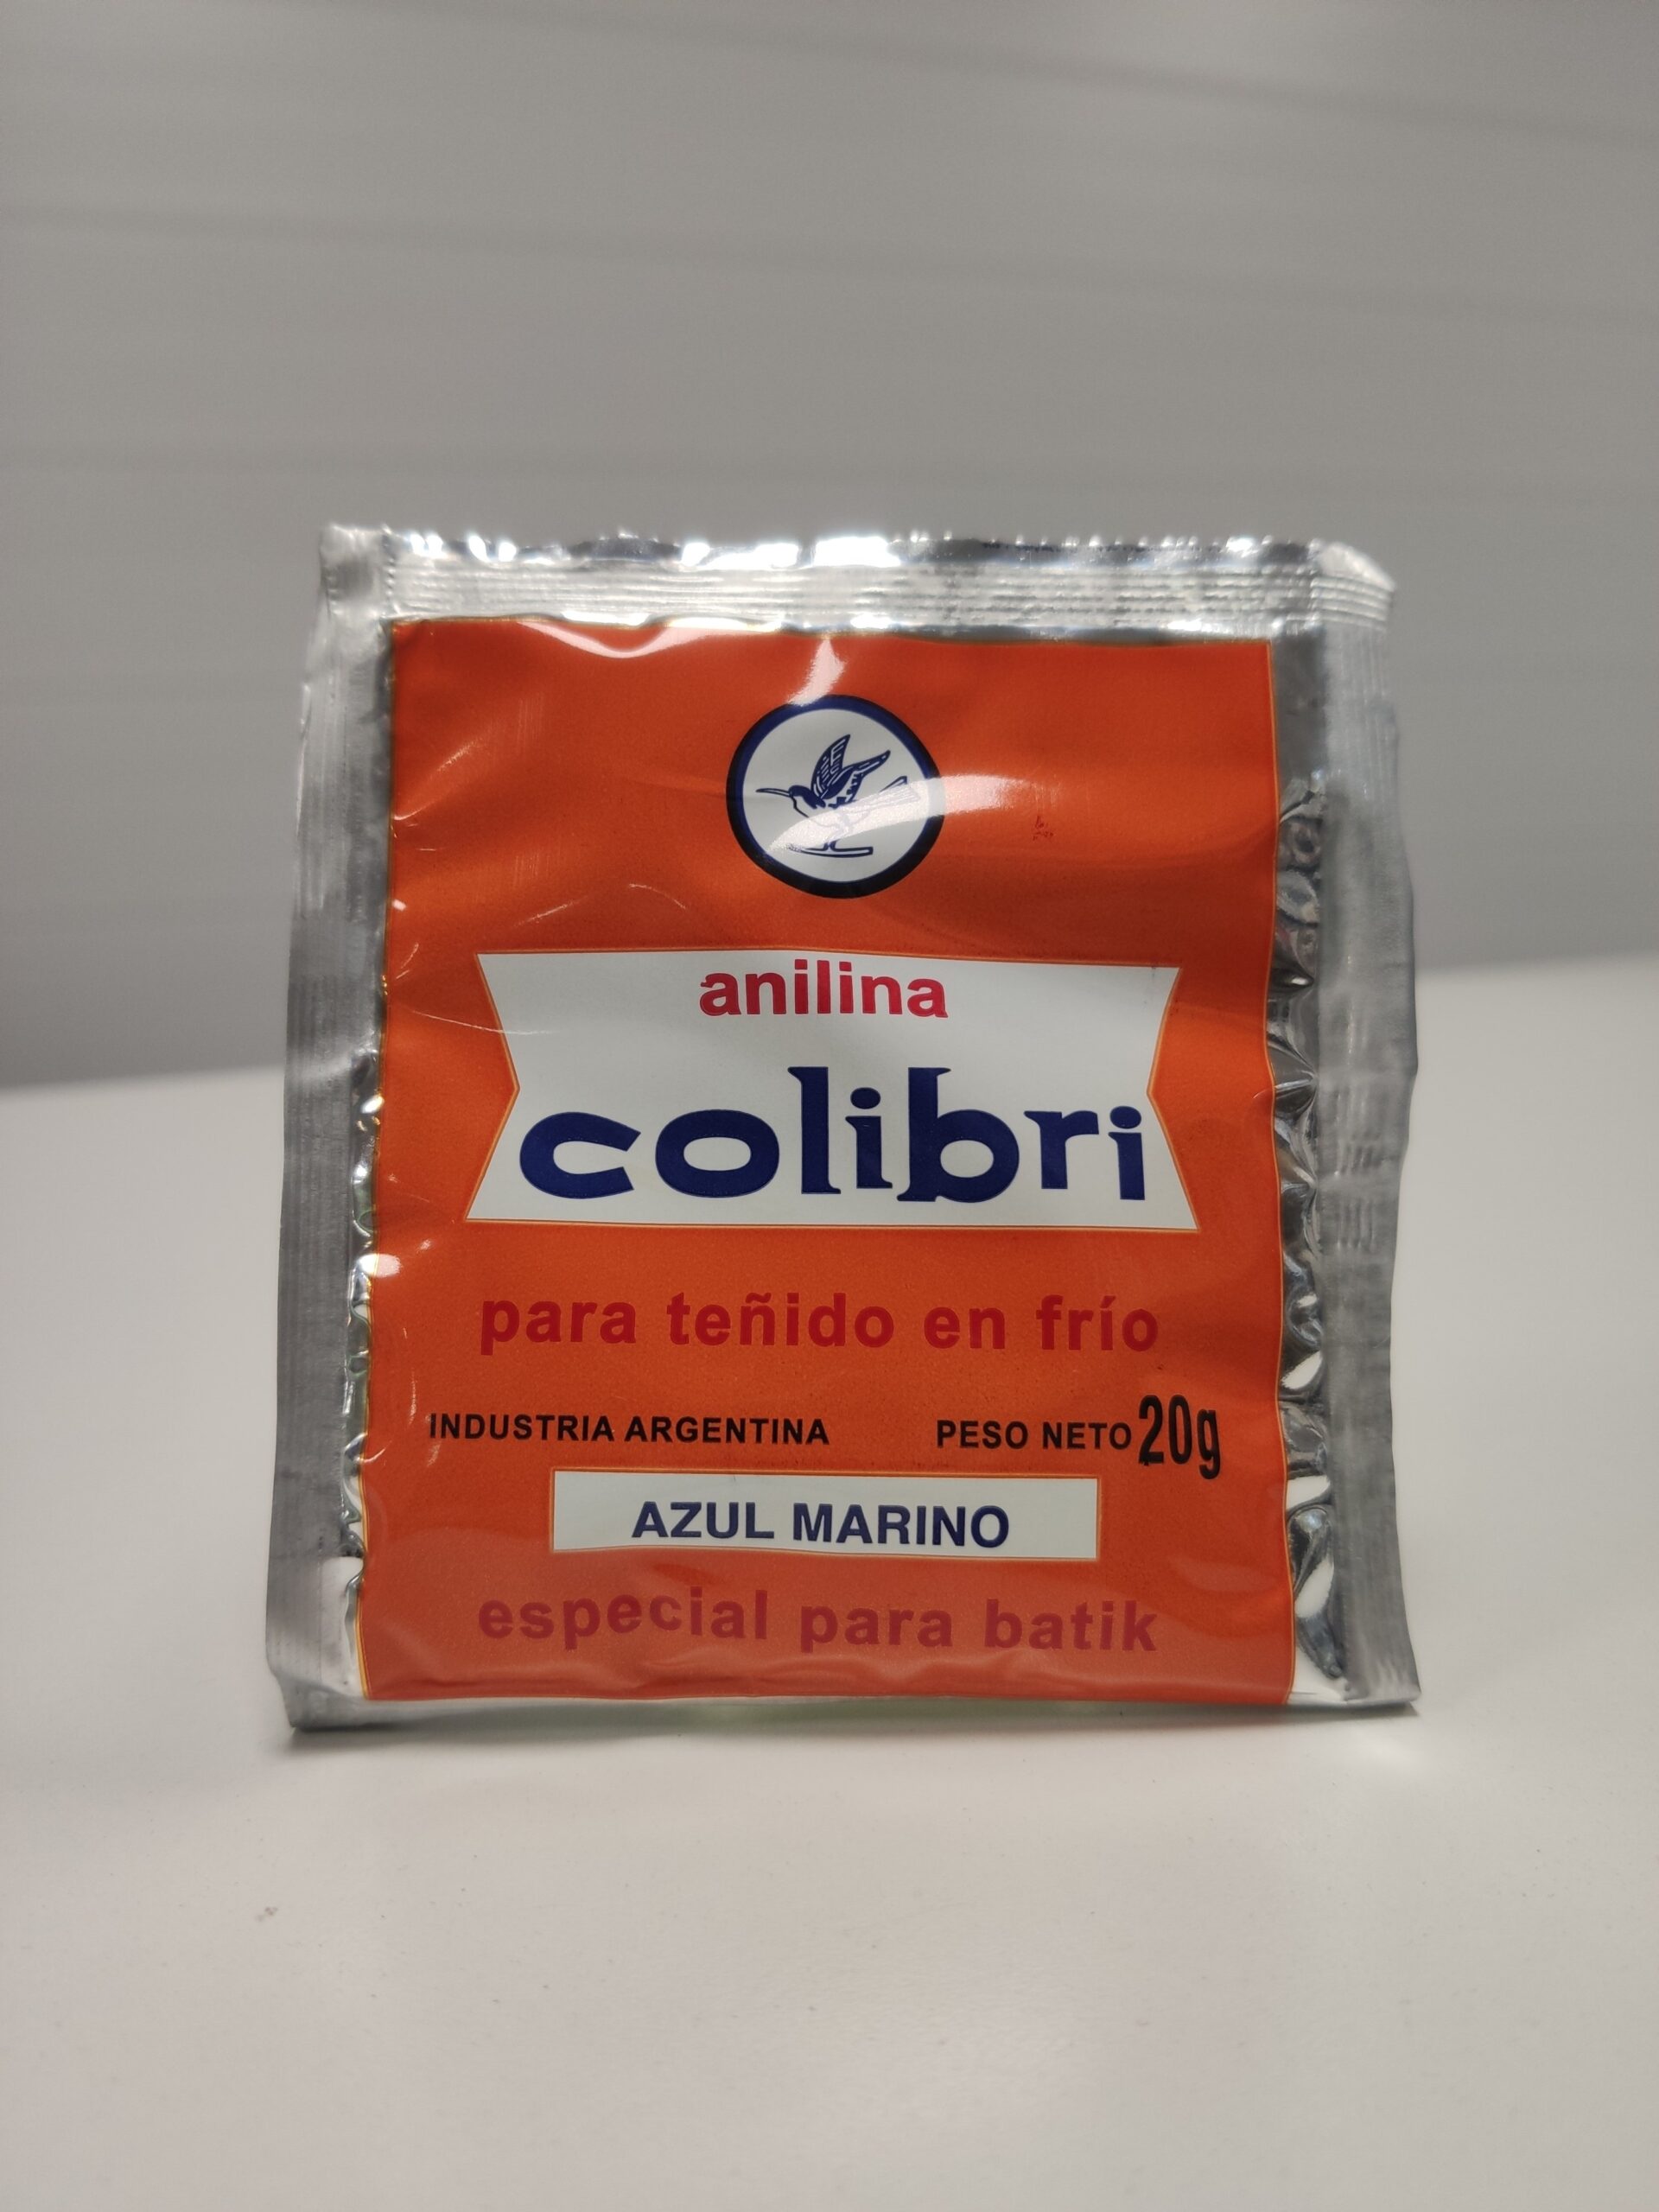 anilina
colibri
para teñido en frío
INDUSTRIA ARGENTINA PESO NETO 20g
AZUL MARINO
especial para batik